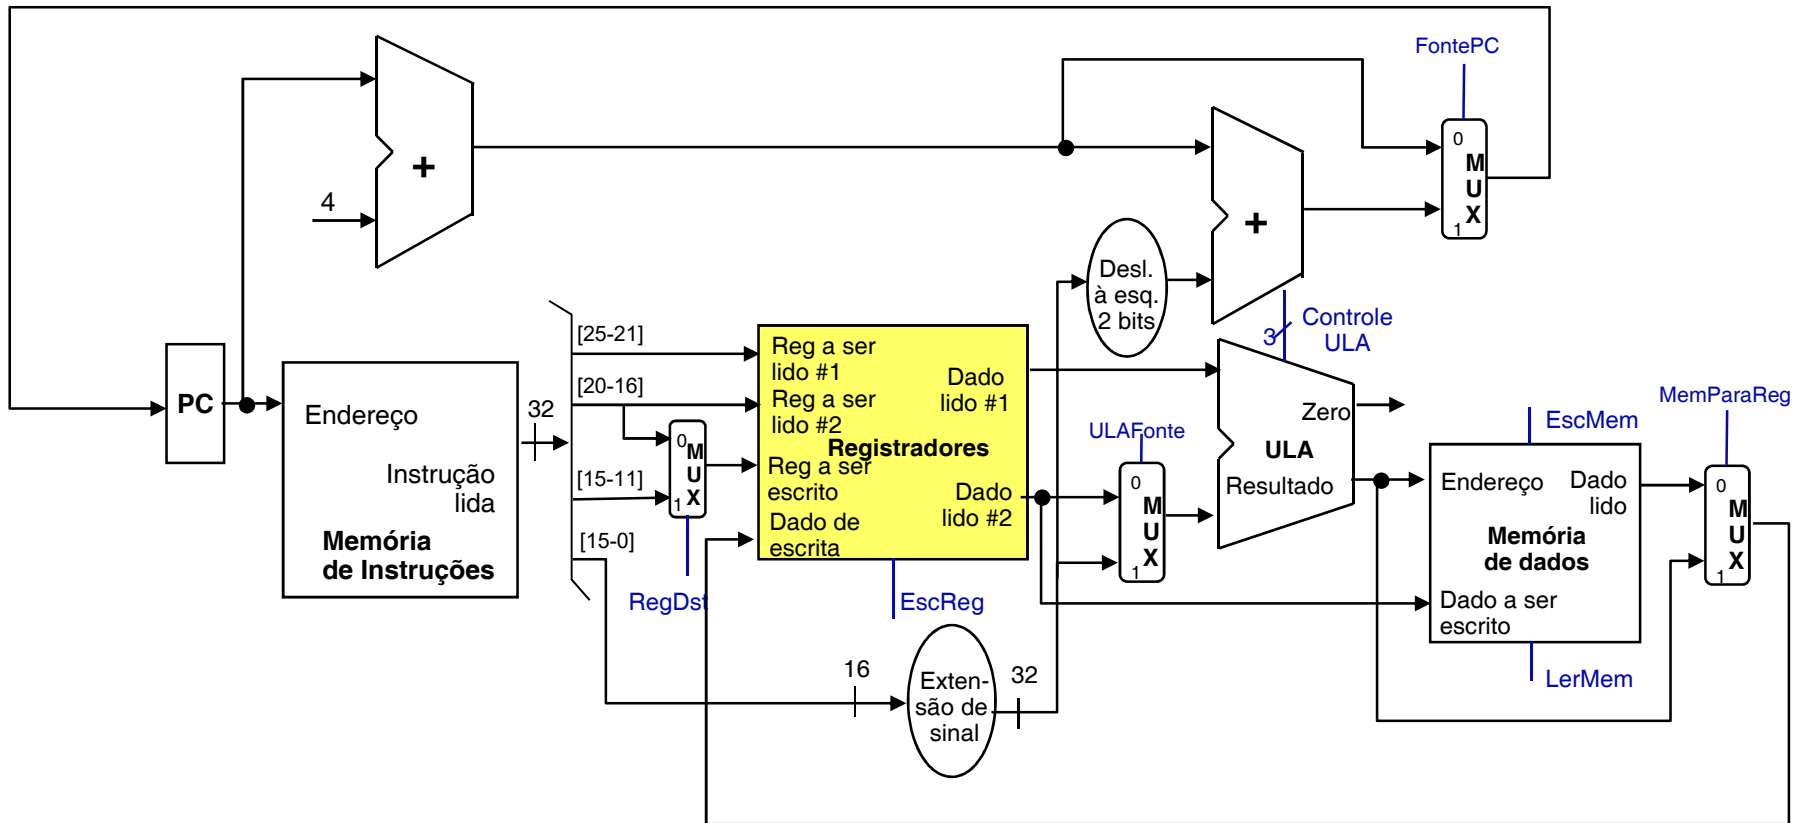 FontePC
0
M
U
X
1
+
4
+
Desl.
à esq.
2 bits
3
Controle
ULA
PC
Endereço
Instrução
lida
Memória
de Instruções
32
[25-21]
[20-16]
[15-11]
[15-0]
0
M
U
X
1
RegDst
Reg a ser
lido #1
Reg a ser
lido #2
Registradores
Reg a ser
escrito
Dado de
escrita
Dado
lido #1
Dado
lido #2
EscReg
16
Exten-
são de
sinal
32
ULAFonte
0
M
U
X
1
Zero
ULA
Resultado
EscMem
Endereço
Dado
lido
Memória
de dados
Dado a ser
escrito
LerMem
MemParaReg
0
M
U
X
1